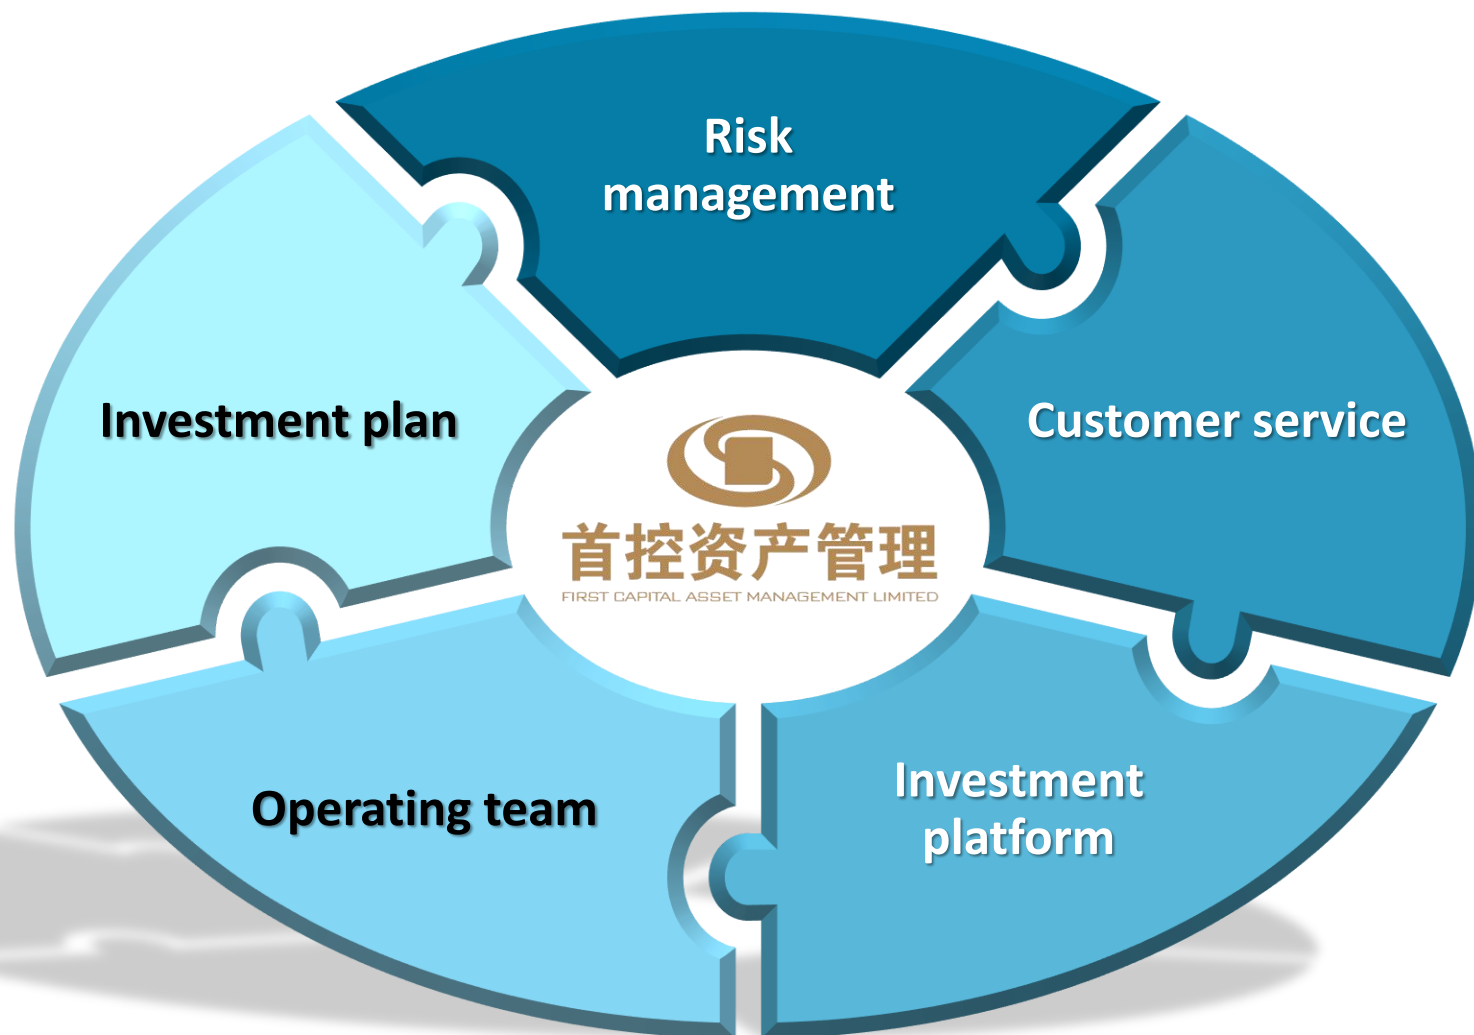 Risk
management
Investment plan
Customer service
首控资产管理
FIRST CAPITAL ASSET MANAGEMENT LIMITED
Operating team
Investment
platform